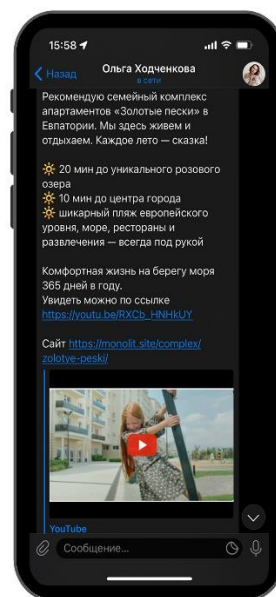 15:58
Назад
Ольга Ходченкова
в сети
Рекомендую семейный комплекс
апартаментов «Золотые пески» в
Евпатории. Мы здесь живем и
отдыхаем. Каждое лето — сказка!
20 мин до уникального розового
озера
10 мин до центра города
шикарный пляж европейского
уровня, море, рестораны и
развлечения — всегда под рукой
Комфортная жизнь на берегу моря
365 дней в году.
Увидеть можно по ссылке
https://youtu.be/RXCb_HNHkUY
Сайт https://monolit.site/complex/
zolotye-peski/
YouTube
Сообщение...